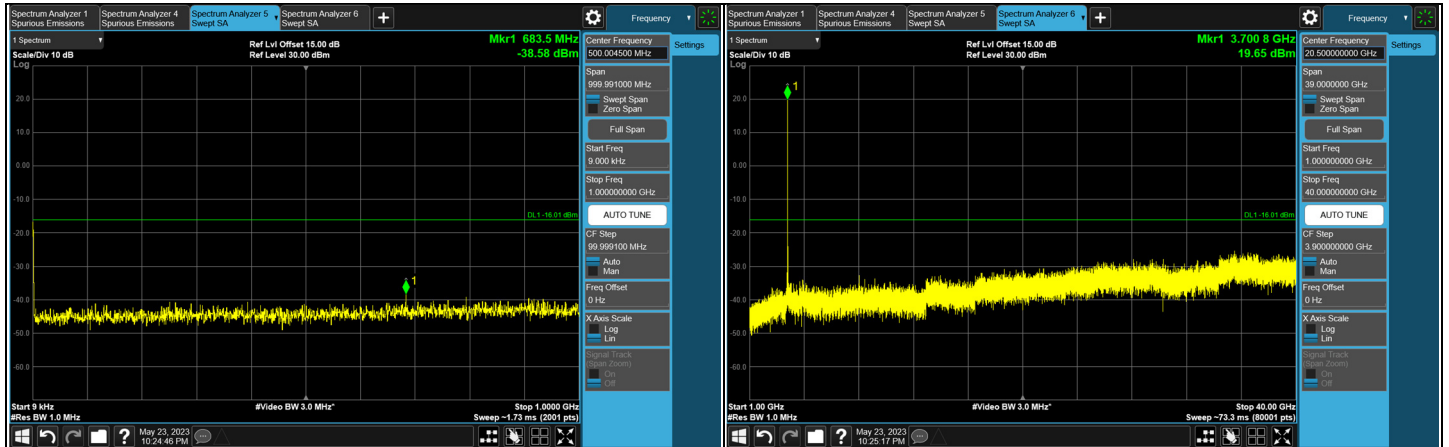 Spectrum Analyzer 1
Spurious Emissions
Spectrum Analyzer 4
Spurious Emissions
Spectrum Analyzer 5
Swept SA
Spectrum Analyzer 6
Swept SA
+
Frequency
1 Spectrum
Scale/Div 10 dB
Log
Ref Lvl Offset 15.00 dB
Ref Level 30.00 dBm
Mkr1 683.5 MHz
-38.58 dBm
1
20.0
10.0
0.00
-10.0
-20.0
-30.0
-40.0
-50.0
-60.0
DL1 -16.01 dBm
Start 9 kHz
#Res BW 1.0 MHz
#Video BW 3.0 MHz*
Stop 1.0000 GHz
Sweep ~1.73 ms (2001 pts)
Center Frequency
500.004500 MHz
Settings
Span
999.991000 MHz
Swept Span
Zero Span
Full Span
Start Freq
9.000 kHz
Stop Freq
1.000000000 GHz
AUTO TUNE
CF Step
99.999100 MHz
Auto
Man
Freq Offset
0 Hz
X Axis Scale
Log
Lin
Signal Track
(Span Zoom)
On
Off
?
May 23, 2023
10:24:46 PM
Spectrum Analyzer 1
Spurious Emissions
Spectrum Analyzer 4
Spurious Emissions
Spectrum Analyzer 5
Swept SA
Spectrum Analyzer 6
Swept SA
+
Frequency
1 Spectrum
Scale/Div 10 dB
Log
Ref Lvl Offset 15.00 dB
Ref Level 30.00 dBm
Mkr1 3.700 8 GHz
19.65 dBm
1
20.0
10.0
0.00
-10.0
-20.0
-30.0
-40.0
-50.0
-60.0
DL1 -16.01 dBm
Start 1.00 GHz
#Res BW 1.0 MHz
#Video BW 3.0 MHz*
Stop 40.00 GHz
Sweep ~73.3 ms (80001 pts)
Center Frequency
20.500000000 GHz
Settings
Span
39.0000000 GHz
Swept Span
Zero Span
Full Span
Start Freq
1.000000000 GHz
Stop Freq
40.000000000 GHz
AUTO TUNE
CF Step
3.900000000 GHz
Auto
Man
Freq Offset
0 Hz
X Axis Scale
Log
Lin
Signal Track
(Span Zoom)
On
Off
?
May 23, 2023
10:25:17 PM